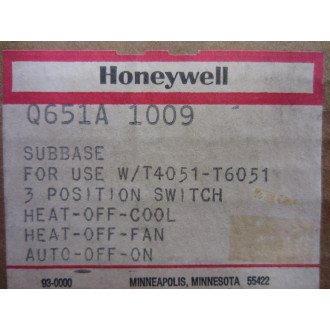 Honeywell
Q651A 1009
SUBBASE
FOR USE W/T4051-T6051
3 POSITION SWITCH
HEAT-OFF-COOL
HEAT-OFF-FAN
AUTO-OFF-ON
93-0000 MINNEAPOLIS, MINNESOTA 55422